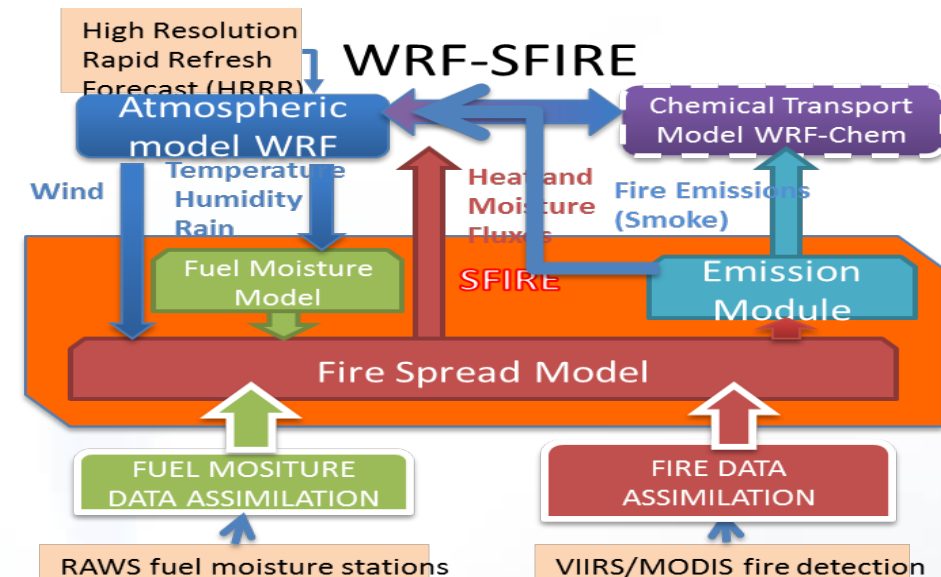 High Resolution
Rapid Refresh
Forecast (HRRR)
WRF-SFIRE
Atmospheric
model WRF
Chemical Transport
Model WRF-Chem
Wind
Temperature
Humidity
Rain
Heat and
Moisture
Fluxes
Fire Emissions
(Smoke)
Fuel Moisture
Model
SFIRE
Emission
Module
Fire Spread Model
FUEL MOSITURE
DATA ASSIMILATION
FIRE DATA
ASSIMILATION
RAWS fuel moisture stations
VIIRS/MODIS fire detection